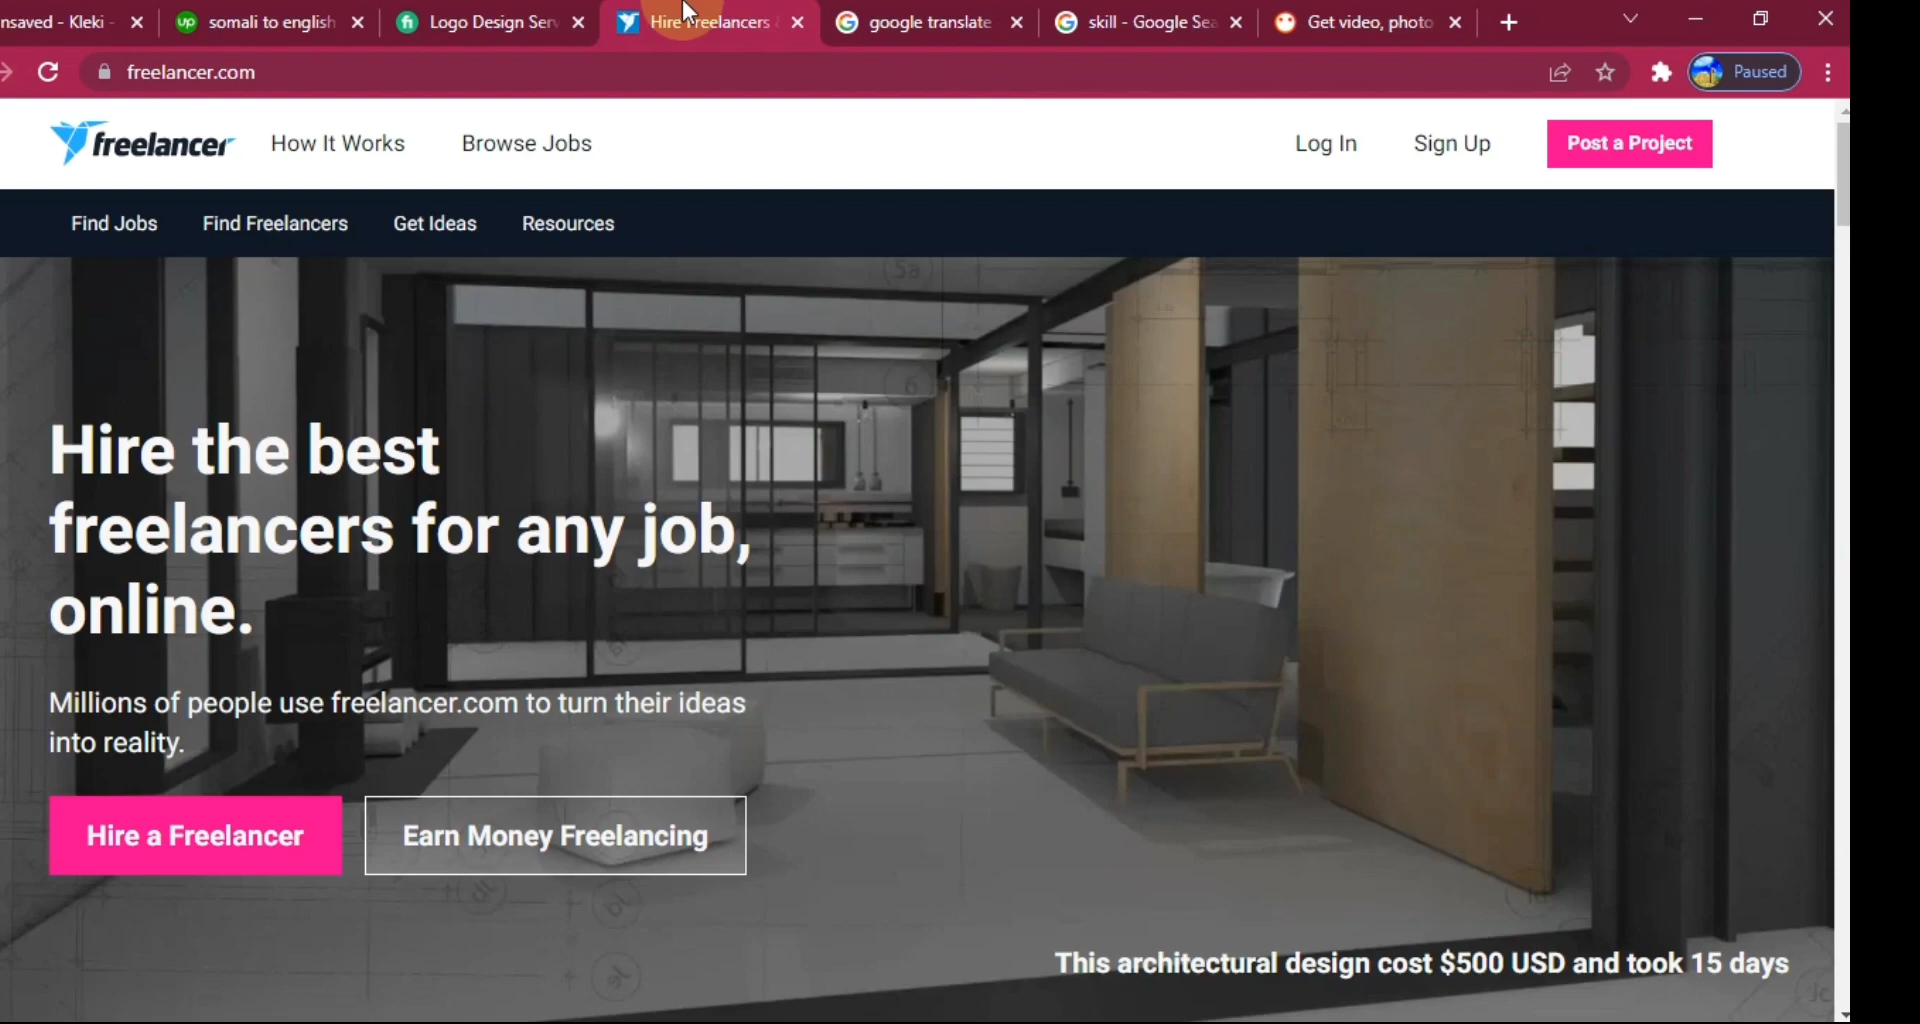 nsaved - Kleki -
up somali to english
fi Logo Design Ser
Hire Freelancers &
google translate
skill - Google Sea
Get video, photo
freelancer.com
Paused
freelancer
How It Works
Browse Jobs
Log In
Sign Up
Post a Project
Find Jobs
Find Freelancers
Get Ideas
Resources
Hire the best
freelancers for any job,
online.
Millions of people use freelancer.com to turn their ideas
into reality.
Hire a Freelancer
Earn Money Freelancing
This architectural design cost $500 USD and took 15 days